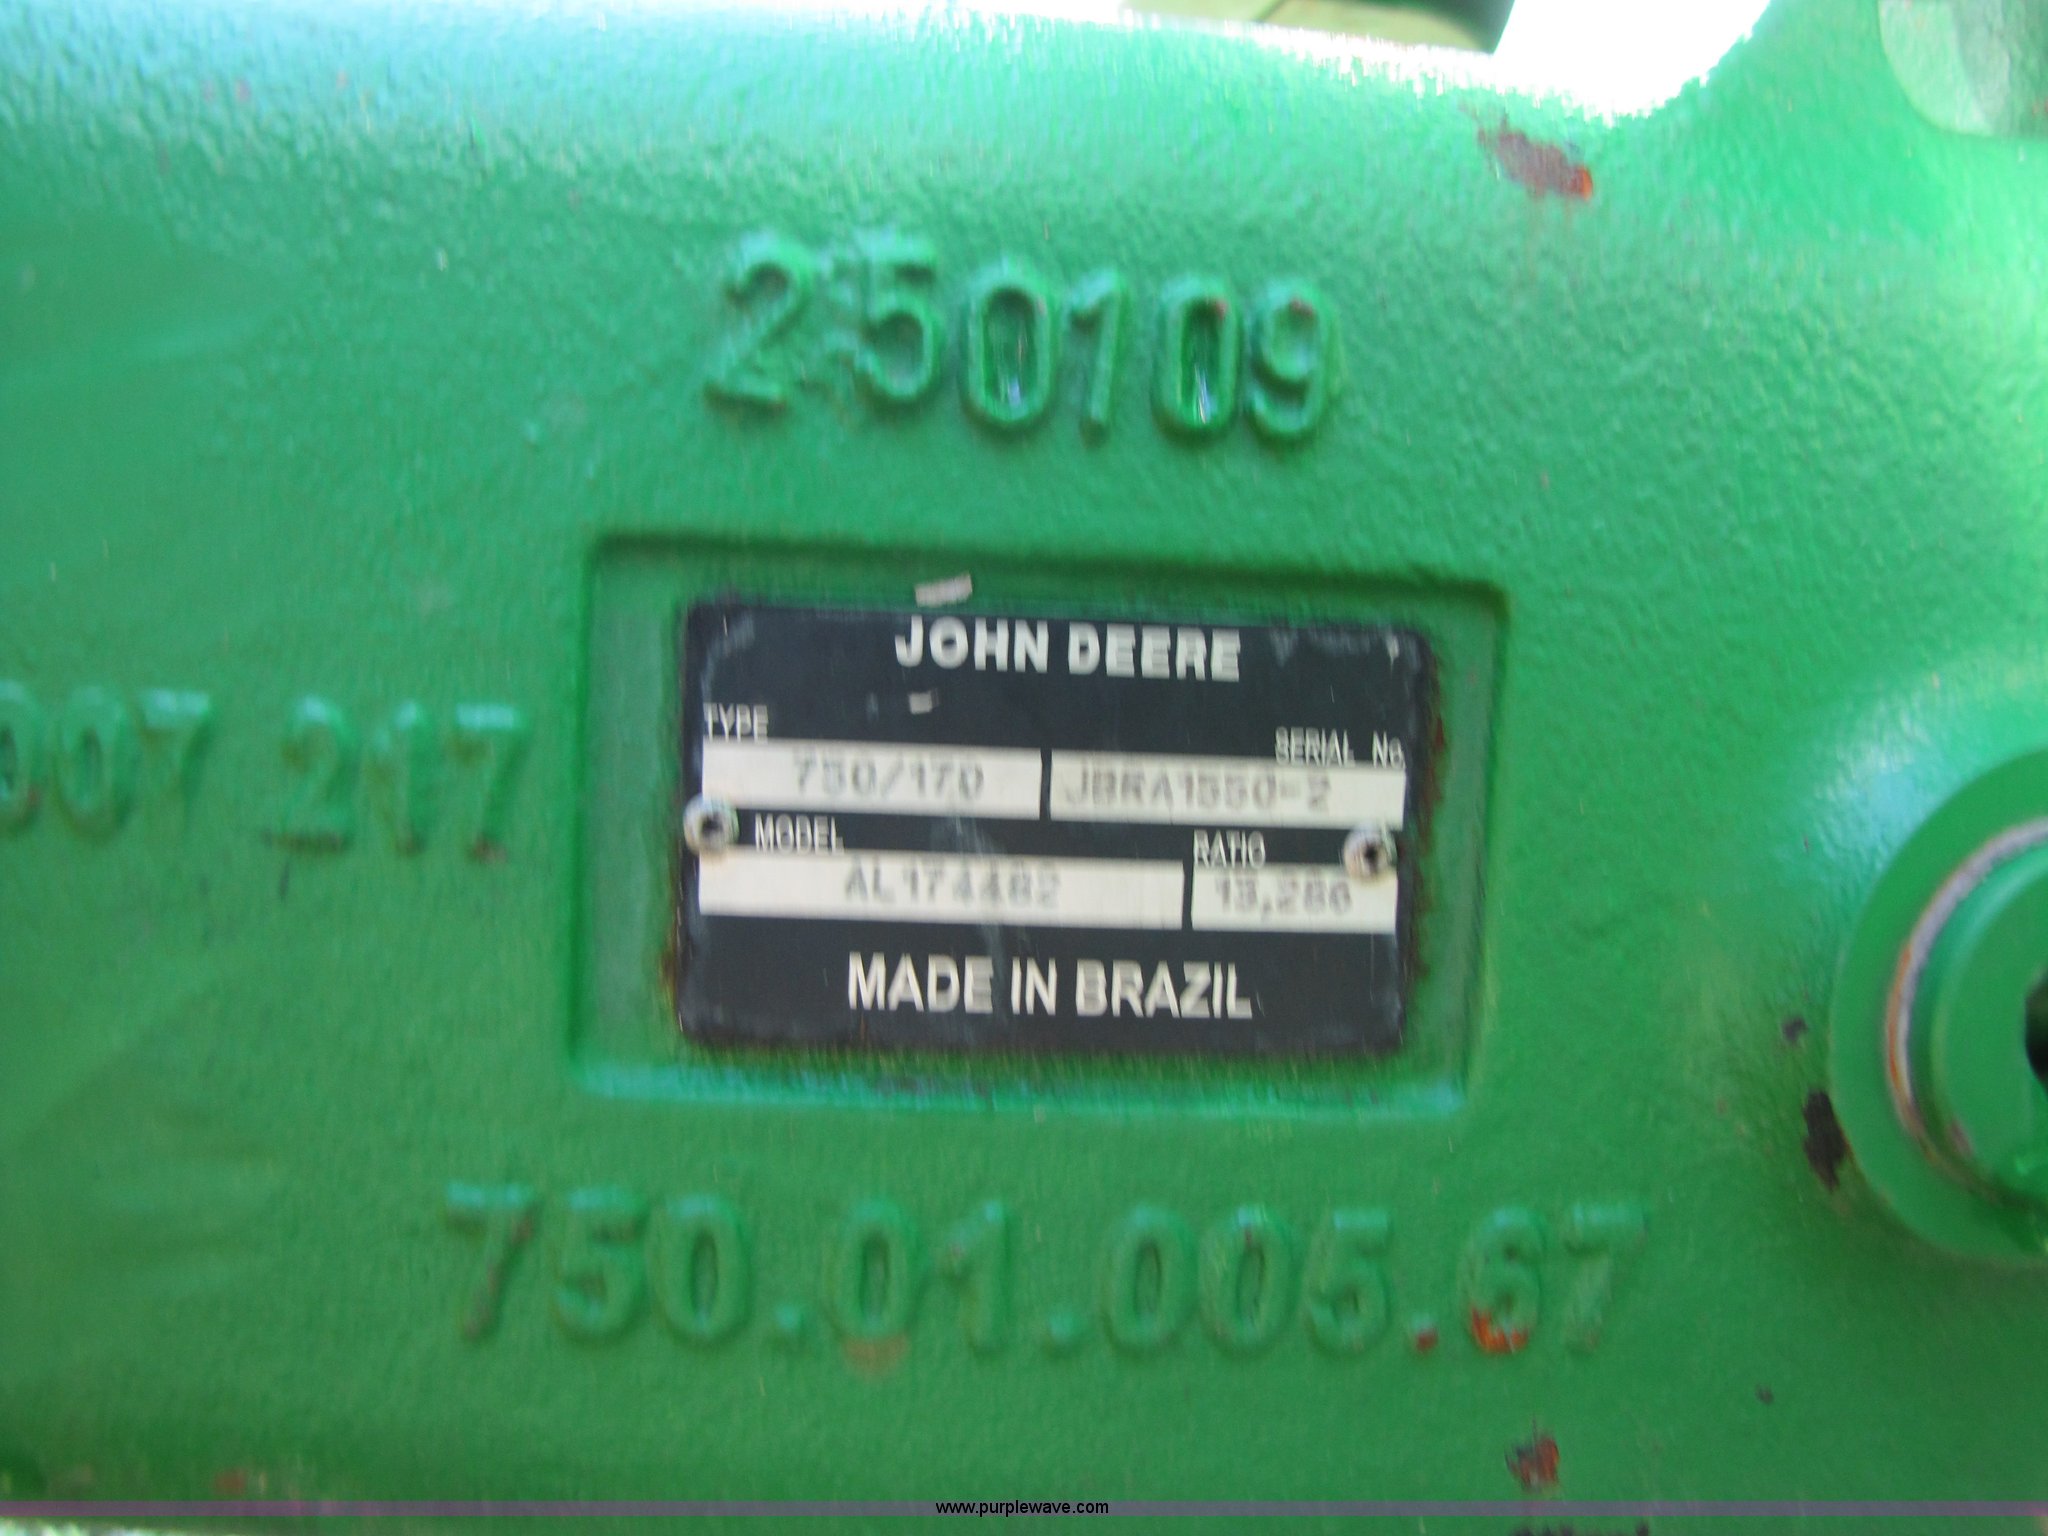 250109
JOHN DEERE
TYPE
SERIAL No
750/170
JBRA1550-2
007 217
MODEL
RATIO
AL174482
13,286
MADE IN BRAZIL
750.01.005.67
www.purplewave.com